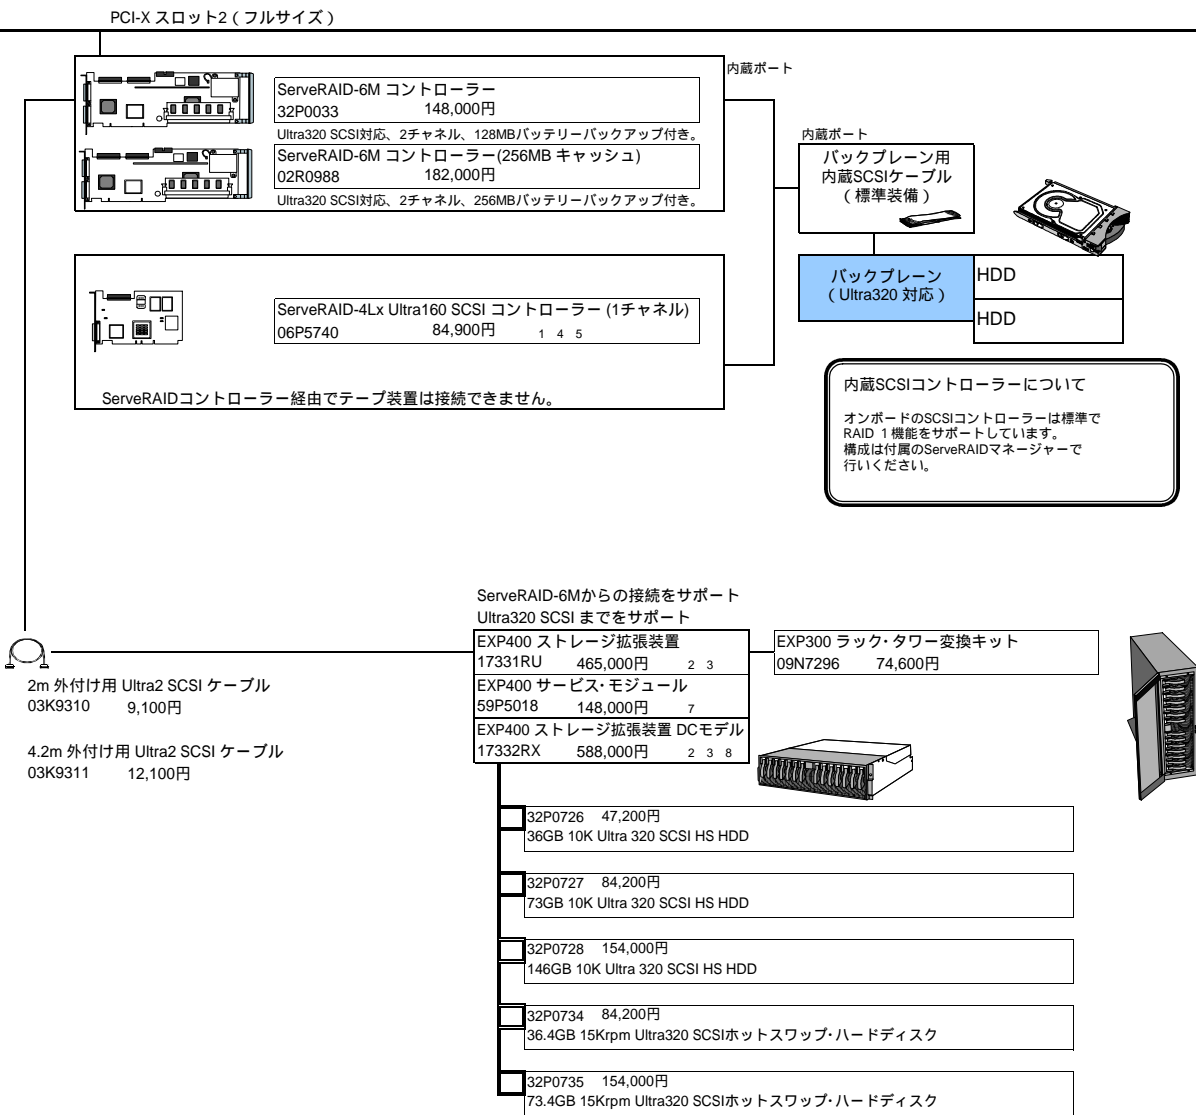 PCI-X スロット2（フルサイズ）
内蔵ポート
ServeRAID-6M コントローラー
32P0033 148,000円
Ultra320 SCSI対応、2チャネル、128MBバッテリーバックアップ付き。
ServeRAID-6M コントローラー(256MB キャッシュ)
02R0988 182,000円
Ultra320 SCSI対応、2チャネル、256MBバッテリーバックアップ付き。
内蔵ポート
バックプレーン用
内蔵SCSIケーブル
（標準装備）
バックプレーン
（Ultra320 対応）
HDD
HDD
ServeRAID-4Lx Ultra160 SCSI コントローラー (1チャネル)
06P5740 84,900円 1 4 5
ServeRAIDコントローラー経由でテープ装置は接続できません。
内蔵SCSIコントローラーについて
オンボードのSCSIコントローラーは標準で
RAID 1 機能をサポートしています。
構成は付属のServeRAIDマネージャーで
行いください。
ServeRAID-6Mからの接続をサポート
Ultra320 SCSI までをサポート
EXP400 ストレージ拡張装置
17331RU 465,000円 2 3
EXP400 サービス･モジュール
59P5018 148,000円 7
EXP400 ストレージ拡張装置 DCモデル
17332RX 588,000円 2 3 8
EXP300 ラック･タワー変換キット
09N7296 74,600円
2m 外付け用 Ultra2 SCSI ケーブル
03K9310 9,100円
4.2m 外付け用 Ultra2 SCSI ケーブル
03K9311 12,100円
32P0726 47,200円
36GB 10K Ultra 320 SCSI HS HDD
32P0727 84,200円
73GB 10K Ultra 320 SCSI HS HDD
32P0728 154,000円
146GB 10K Ultra 320 SCSI HS HDD
32P0734 84,200円
36.4GB 15Krpm Ultra320 SCSIホットスワップ･ハードディスク
32P0735 154,000円
73.4GB 15Krpm Ultra320 SCSIホットスワップ･ハードディスク